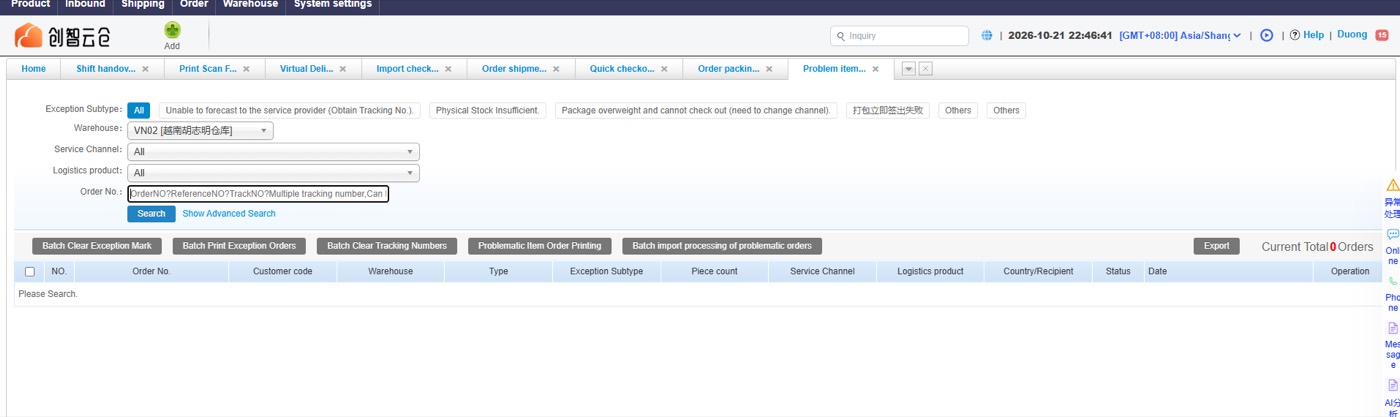 Product Inbound Shipping Order Warehouse System settings
创智云仓
Add
Inquiry
| 2026-10-21 22:46:41 [GMT+08:00] Asia/Shang | | Help | Duong 15
Home Shift handov... Print Scan F... Virtual Deli... Import check... Order shipme... Quick checko... Order packin... Problem item...
Exception Subtype: All Unable to forecast to the service provider (Obtain Tracking No.). Physical Stock Insufficient. Package overweight and cannot check out (need to change channel). 打包立即签出失败 Others Others
Warehouse: VN02 [越南胡志明仓库]
Service Channel: All
Logistics product: All
Order No.: OrderNO?ReferenceNO?TrackNO?Multiple tracking number,Can
Search Show Advanced Search
Batch Clear Exception Mark Batch Print Exception Orders Batch Clear Tracking Numbers Problematic Item Order Printing Batch import processing of problematic orders Export Current Total 0 Orders
NO. Order No. Customer code Warehouse Type Exception Subtype Piece count Service Channel Logistics product Country/Recipient Status Date Operation
Please Search.
异常
处理
Onli
ne
Pho
ne
Mes
sag
e
AI分
析